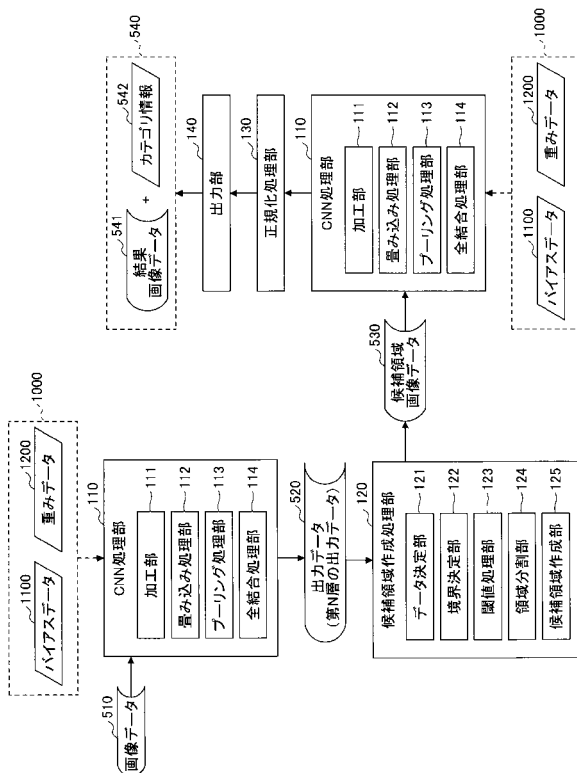 1000
1100
バイアスデータ
1200
重みデータ
510
画像データ
110
CNN処理部
加工部
111
畳み込み処理部
112
プーリング処理部
113
全結合処理部
114
520
出力データ
(第N層の出力データ)
120
候補領域作成処理部
データ決定部
121
境界決定部
122
閾値処理部
123
領域分割部
124
候補領域作成部
125
530
候補領域
画像データ
540
541
結果
画像データ
+
542
カテゴリ情報
140
出力部
130
正規化処理部
110
CNN処理部
加工部
111
畳み込み処理部
112
プーリング処理部
113
全結合処理部
114
1000
1100
バイアスデータ
1200
重みデータ